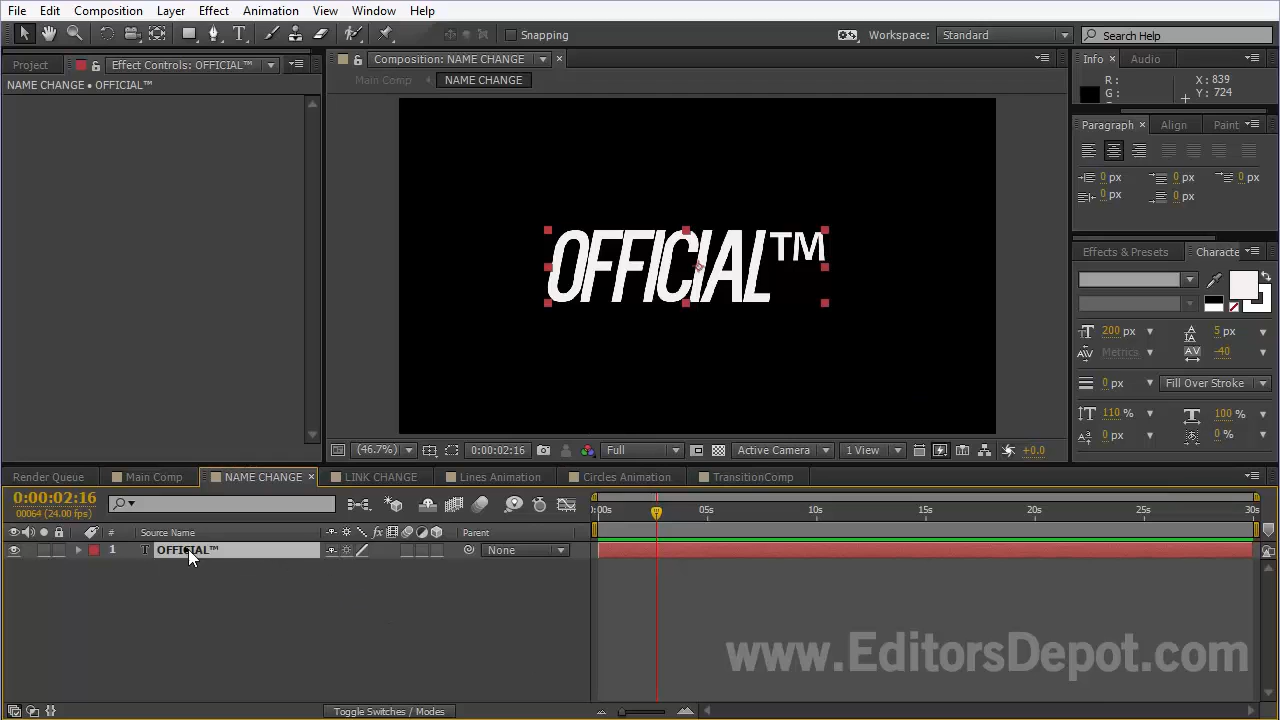 File Edit Composition Layer Effect Animation View Window Help
Snapping Workspace: Standard Search Help
Project Effect Controls: OFFICIAL™ Composition: NAME CHANGE Info Audio
NAME CHANGE • OFFICIAL™ Main Comp NAME CHANGE R: X: 839
G: Y: 724
Paragraph Align Paint
0 px 0 px 0 px
0 px 0 px
OFFICIAL™
Effects & Presets Characte
200 px 5 px
Metrics -40
0 px Fill Over Stroke
110 % 100 %
0 px 0 %
(46.7%) 0:00:02:16 Full Active Camera 1 View +0.0
Render Queue Main Comp NAME CHANGE LINK CHANGE Lines Animation Circles Animation TransitionComp
0:00:02:16
00064 (24.00 fps)
):00s 05s 10s 15s 20s 25s 30s
# Source Name fx Parent
1 T OFFICIAL™ None
www.EditorsDepot.com
Toggle Switches / Modes